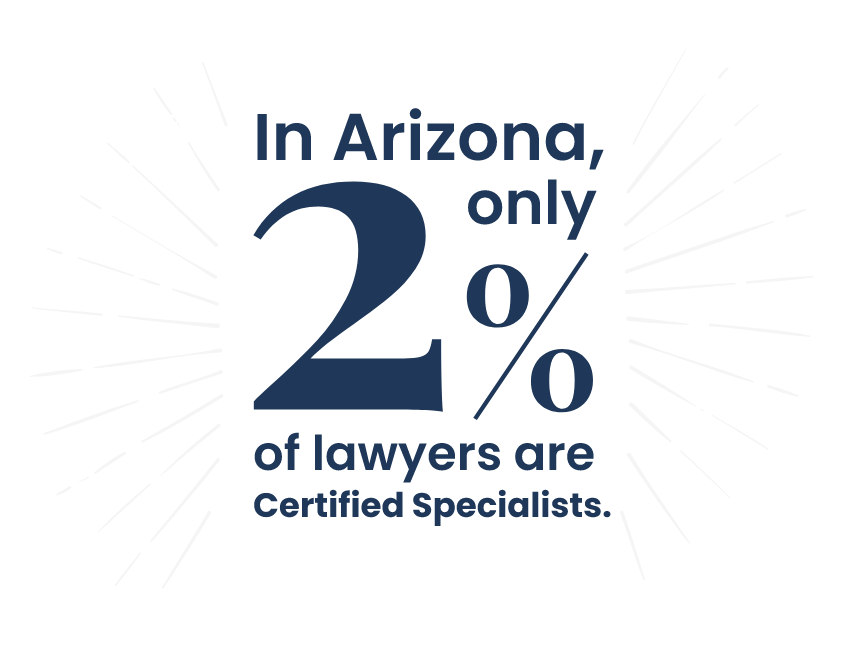 In Arizona,
only
2%
of lawyers are
Certified Specialists.